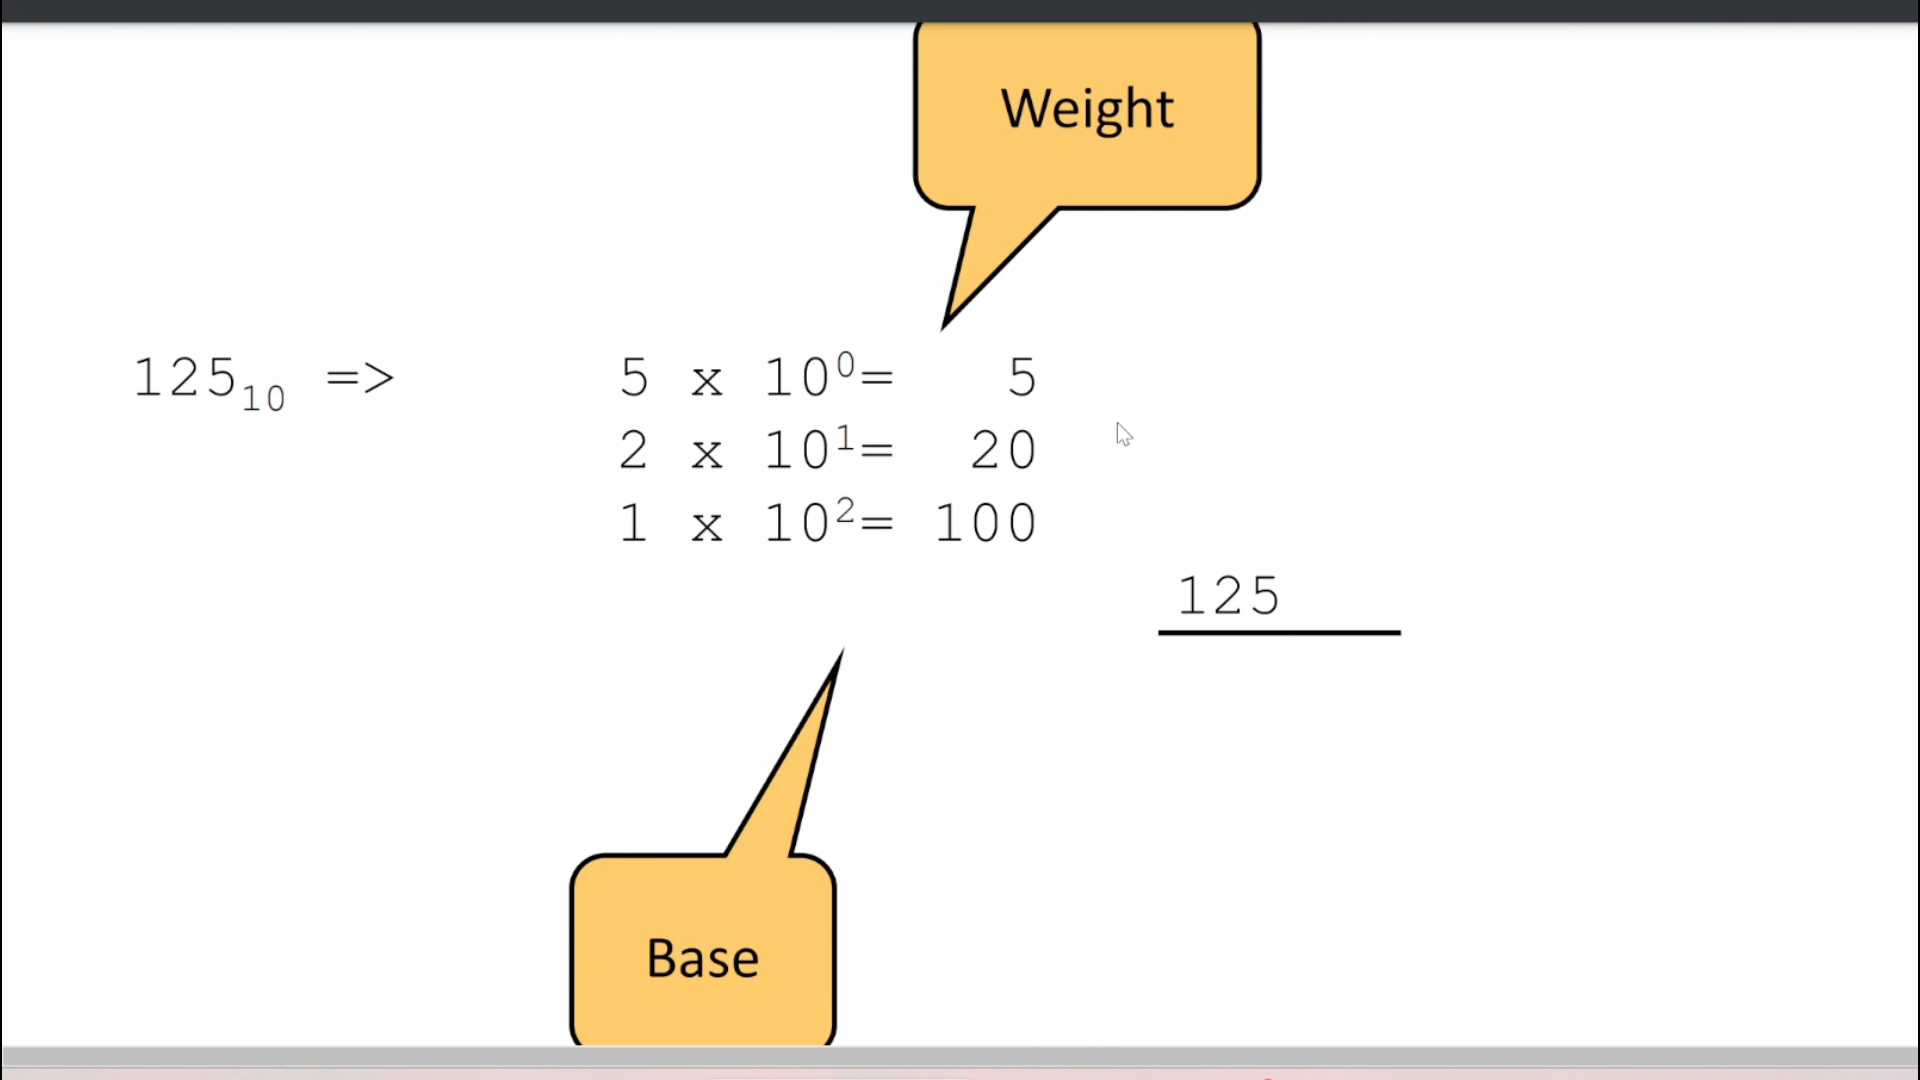 Weight
125₁₀ => 5 x 10⁰= 5
2 x 10¹= 20
1 x 10²= 100
125
Base